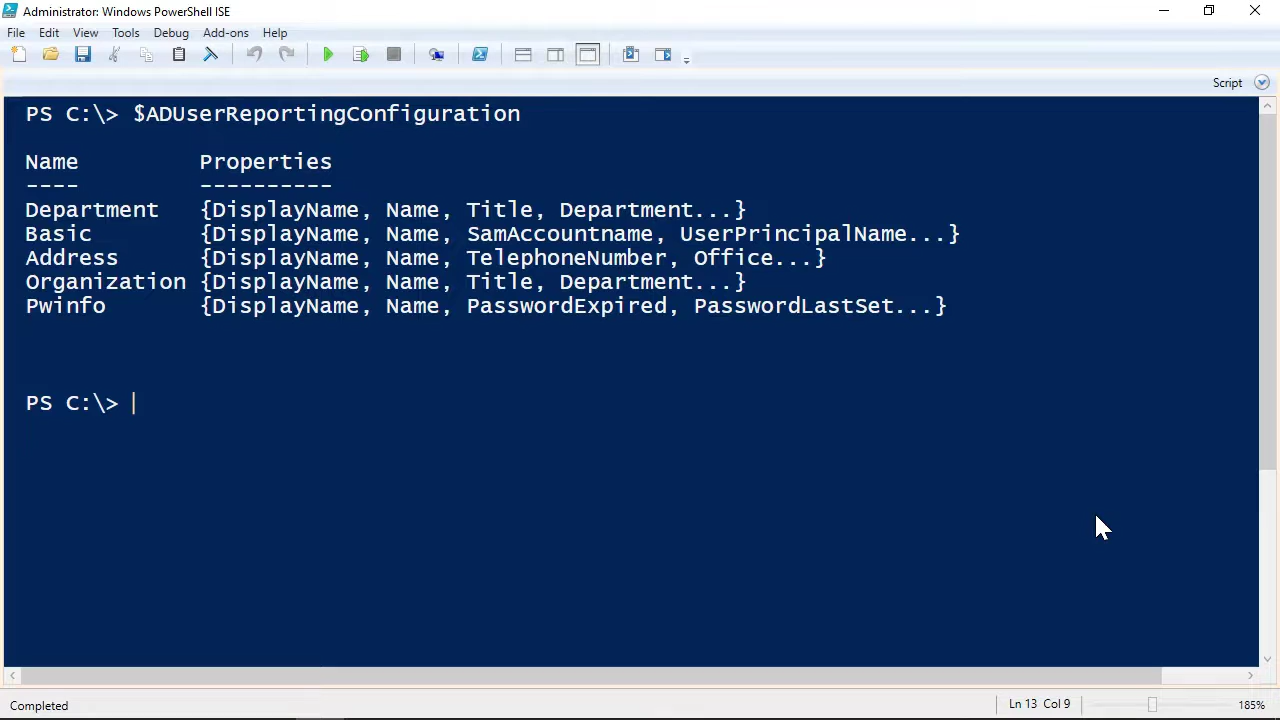 Administrator: Windows PowerShell ISE
File Edit View Tools Debug Add-ons Help
Script
PS C:\> $ADUserReportingConfiguration
Name Properties
---- ----------
Department {DisplayName, Name, Title, Department...}
Basic {DisplayName, Name, SamAccountname, UserPrincipalName...}
Address {DisplayName, Name, TelephoneNumber, Office...}
Organization {DisplayName, Name, Title, Department...}
Pwinfo {DisplayName, Name, PasswordExpired, PasswordLastSet...}
PS C:\>
Completed Ln 13 Col 9 185%